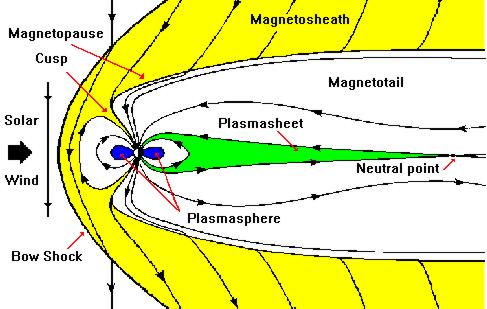 Magnetosheath
Magnetopause
Cusp
Magnetotail
Solar
Plasmasheet
Wind
Neutral point
Plasmasphere
Bow Shock